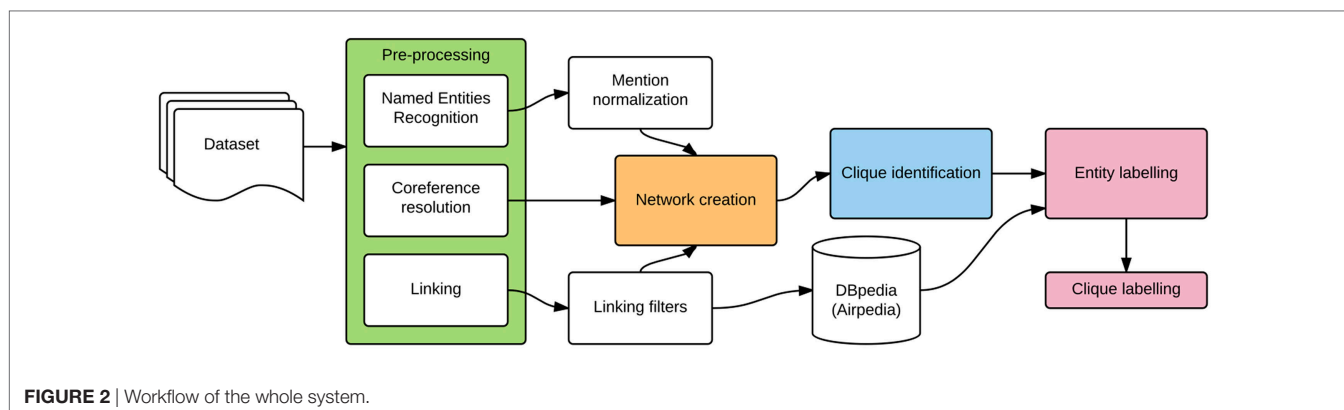 Pre-processing
Dataset
Named Entities
Recognition
Coreference
resolution
Linking
Mention
normalization
Network creation
Linking filters
Clique identification
DBpedia
(Airpedia)
Entity labelling
Clique labelling
FIGURE 2 | Workflow of the whole system.